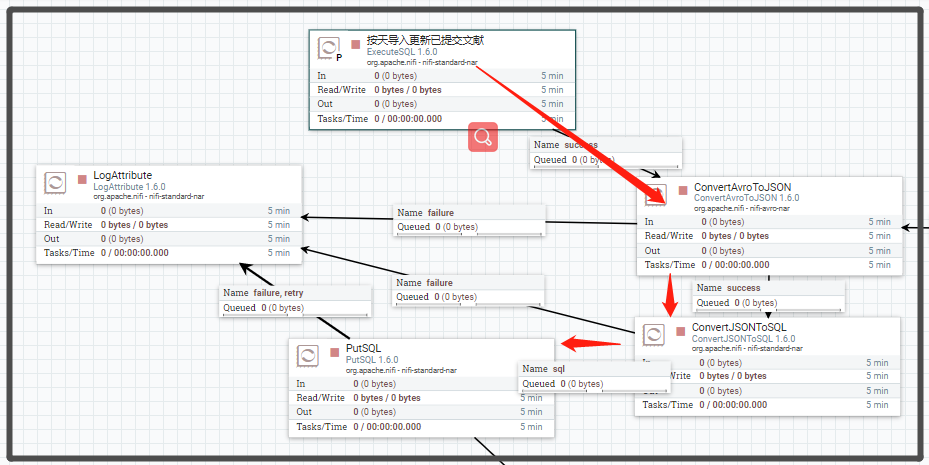 按天导入更新已提交文献
ExecuteSQL 1.6.0
org.apache.nifi - nifi-standard-nar
In 0 (0 bytes) 5 min
Read/Write 0 bytes / 0 bytes 5 min
Out 0 (0 bytes) 5 min
Tasks/Time 0 / 00:00:00.000 5 min
P
Name success
Queued 0 (0 bytes)
LogAttribute
LogAttribute 1.6.0
org.apache.nifi - nifi-standard-nar
In 0 (0 bytes) 5 min
Read/Write 0 bytes / 0 bytes 5 min
Out 0 (0 bytes) 5 min
Tasks/Time 0 / 00:00:00.000 5 min
Name failure
Queued 0 (0 bytes)
ConvertAvroToJSON
ConvertAvroToJSON 1.6.0
org.apache.nifi - nifi-avro-nar
In 0 (0 bytes) 5 min
Read/Write 0 bytes / 0 bytes 5 min
Out 0 (0 bytes) 5 min
Tasks/Time 0 / 00:00:00.000 5 min
Name failure
Queued 0 (0 bytes)
Name success
Queued 0 (0 bytes)
Name failure, retry
Queued 0 (0 bytes)
ConvertJSONToSQL
ConvertJSONToSQL 1.6.0
org.apache.nifi - nifi-standard-nar
0 (0 bytes) 5 min
Write 0 bytes / 0 bytes 5 min
0 (0 bytes) 5 min
Tasks/Time 0 / 00:00:00.000 5 min
PutSQL
PutSQL 1.6.0
org.apache.nifi - nifi-standard-nar
In 0 (0 bytes) 5 min
Read/Write 0 bytes / 0 bytes 5 min
Out 0 (0 bytes) 5 min
Tasks/Time 0 / 00:00:00.000 5 min
Name sql
Queued 0 (0 bytes)